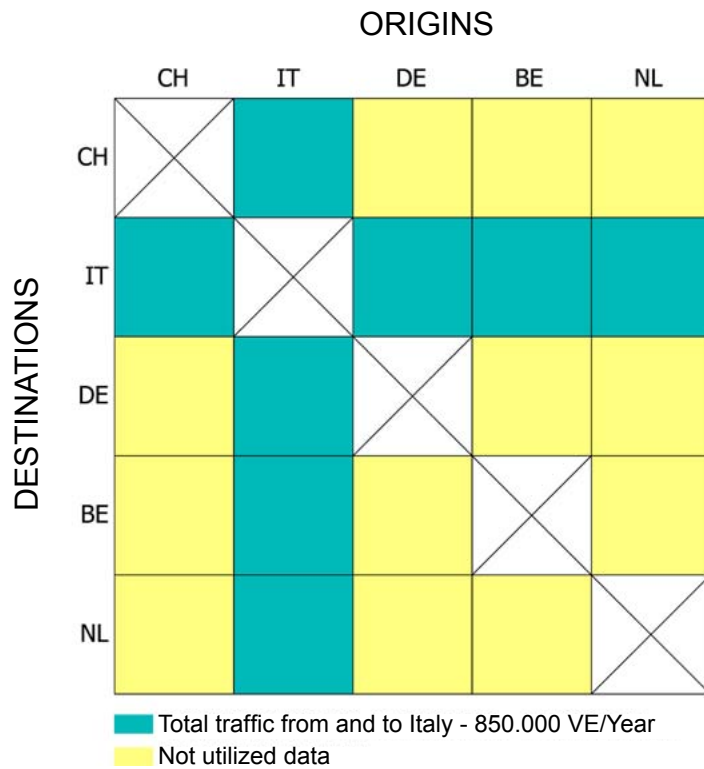 ORIGINS
CH IT DE BE NL
CH
IT
DE
BE
NL
DESTINATIONS
Total traffic from and to Italy - 850.000 VE/Year
Not utilized data